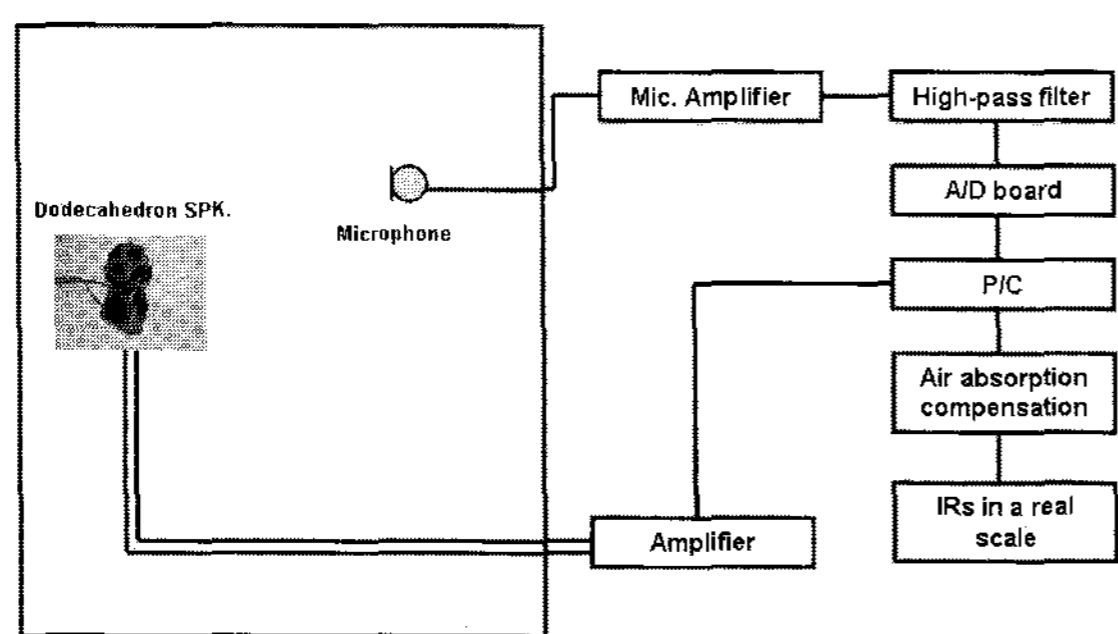 Mic. Amplifier
High-pass filter
A/D board
Dodecahedron SPK.
Microphone
P/C
Air absorption
compensation
IRs in a real
scale
Amplifier